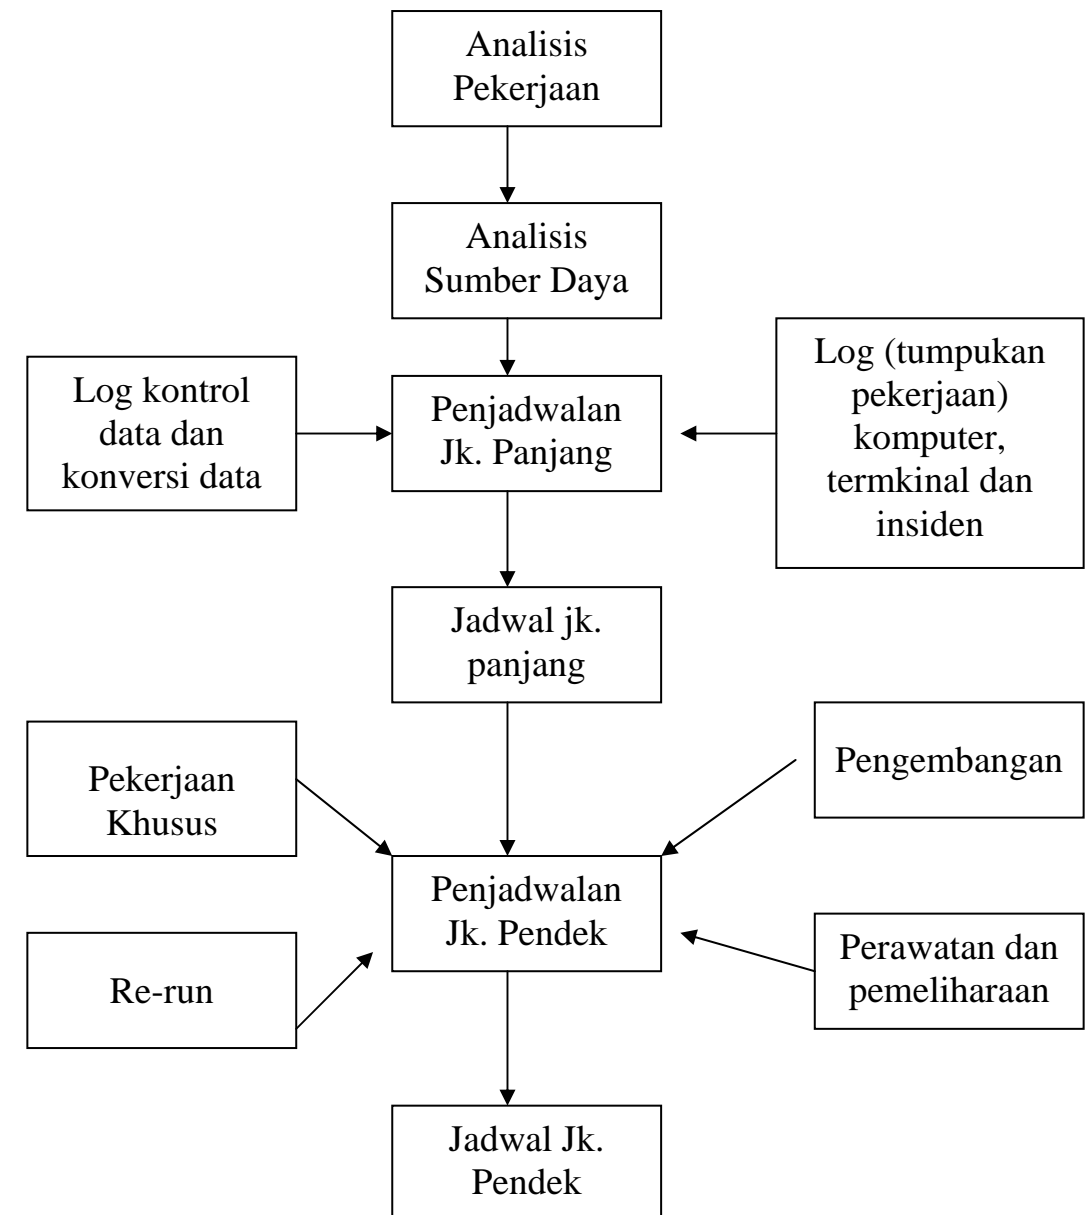 Analisis
Pekerjaan
Analisis
Sumber Daya
Log kontrol
data dan
konversi data
Penjadwalan
Jk. Panjang
Log (tumpukan
pekerjaan)
komputer,
termkinal dan
insiden
Jadwal jk.
panjang
Pekerjaan
Khusus
Pengembangan
Penjadwalan
Jk. Pendek
Re-run
Perawatan dan
pemeliharaan
Jadwal Jk.
Pendek